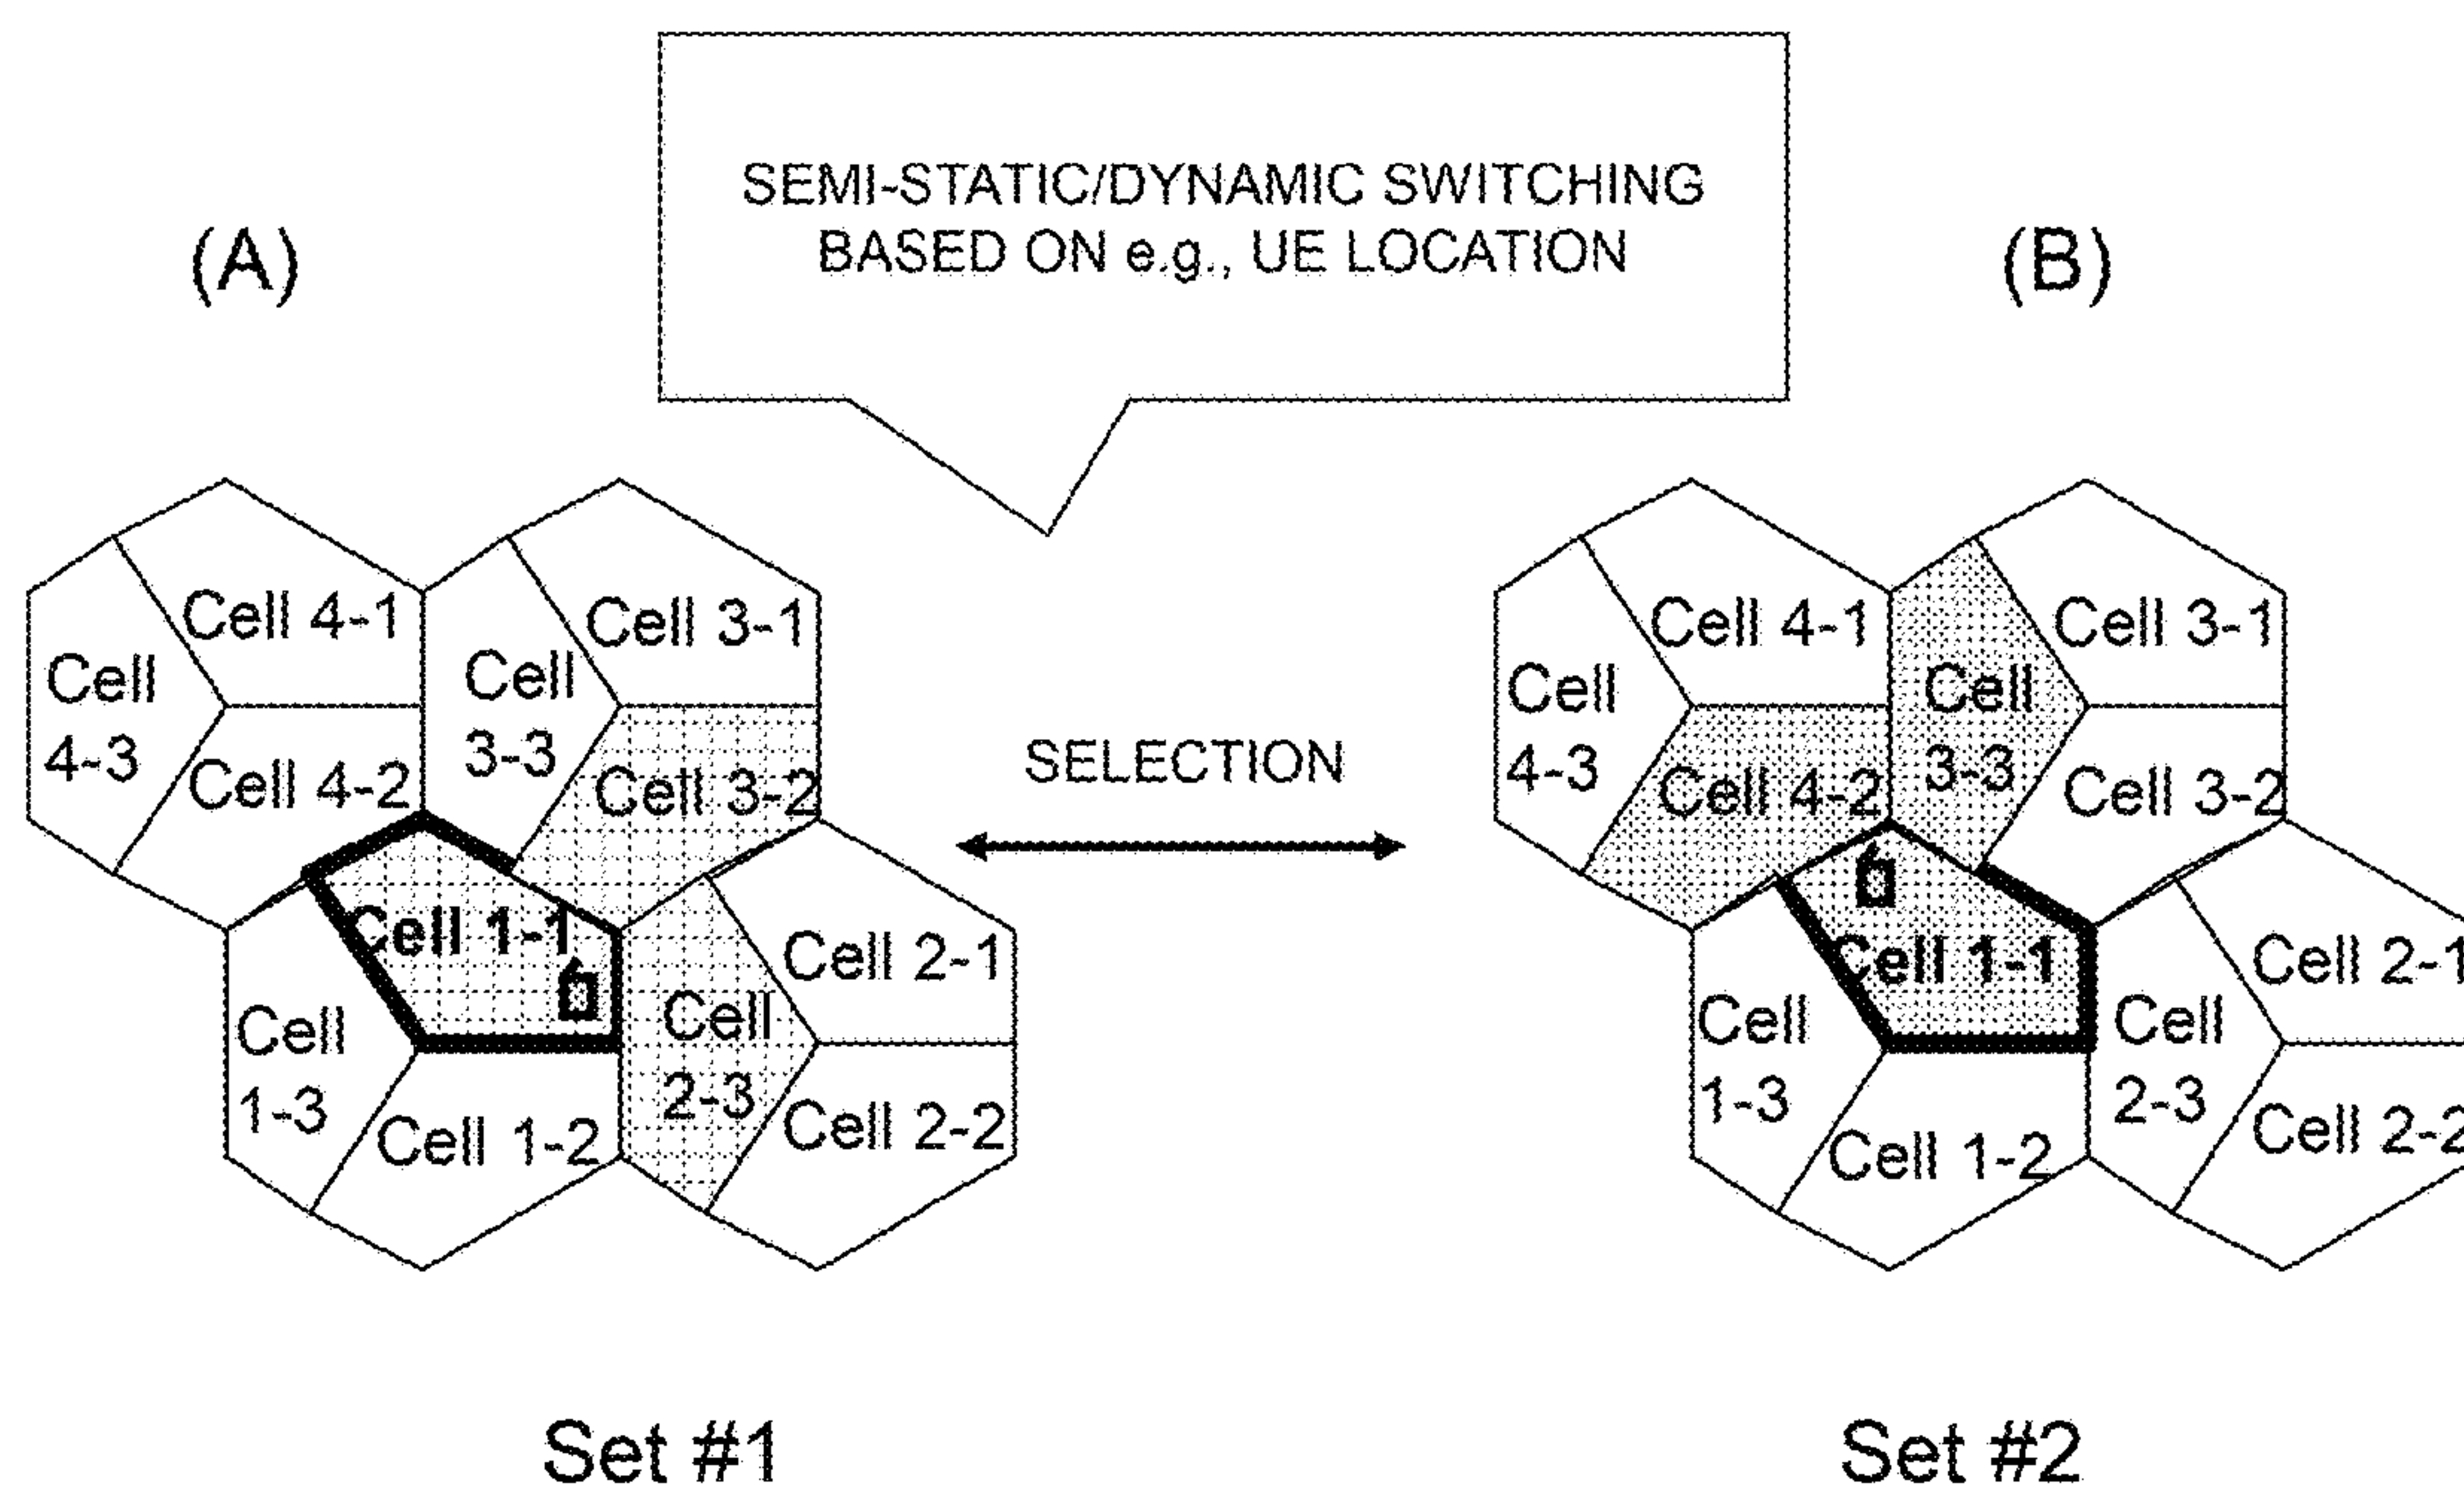 SEMI-STATIC/DYNAMIC SWITCHING
BASED ON e.g., UE LOCATION
(A)
(B)
Cell 4-1
Cell 3-1
Cell
4-3
Cell
3-3
Cell 4-2
Cell 3-2
Cell 1-1
Cell 2-1
Cell
1-3
Cell
2-3
Cell 1-2
Cell 2-2
SELECTION
Cell 4-1
Cell 3-1
Cell
4-3
Cell
3-3
Cell 4-2
Cell 3-2
Cell 1-1
Cell 2-1
Cell
1-3
Cell
2-3
Cell 1-2
Cell 2-2
Set #1
Set #2